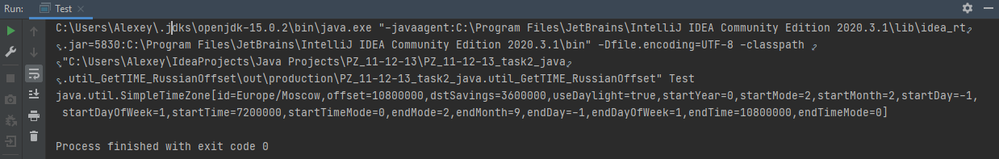 Run: Test
C:\Users\Alexey\.jdks\openjdk-15.0.2\bin\java.exe "-javaagent:C:\Program Files\JetBrains\IntelliJ IDEA Community Edition 2020.3.1\lib\idea_rt
.jar=5830:C:\Program Files\JetBrains\IntelliJ IDEA Community Edition 2020.3.1\bin" -Dfile.encoding=UTF-8 -classpath
"C:\Users\Alexey\IdeaProjects\Java Projects\PZ_11-12-13\PZ_11-12-13_task2_java
.util_GetTIME_RussianOffset\out\production\PZ_11-12-13_task2_java.util_GetTIME_RussianOffset" Test
java.util.SimpleTimeZone[id=Europe/Moscow,offset=10800000,dstSavings=3600000,useDaylight=true,startYear=0,startMode=2,startMonth=2,startDay=-1,
startDayOfWeek=1,startTime=7200000,startTimeMode=0,endMode=2,endMonth=9,endDay=-1,endDayOfWeek=1,endTime=10800000,endTimeMode=0]
Process finished with exit code 0